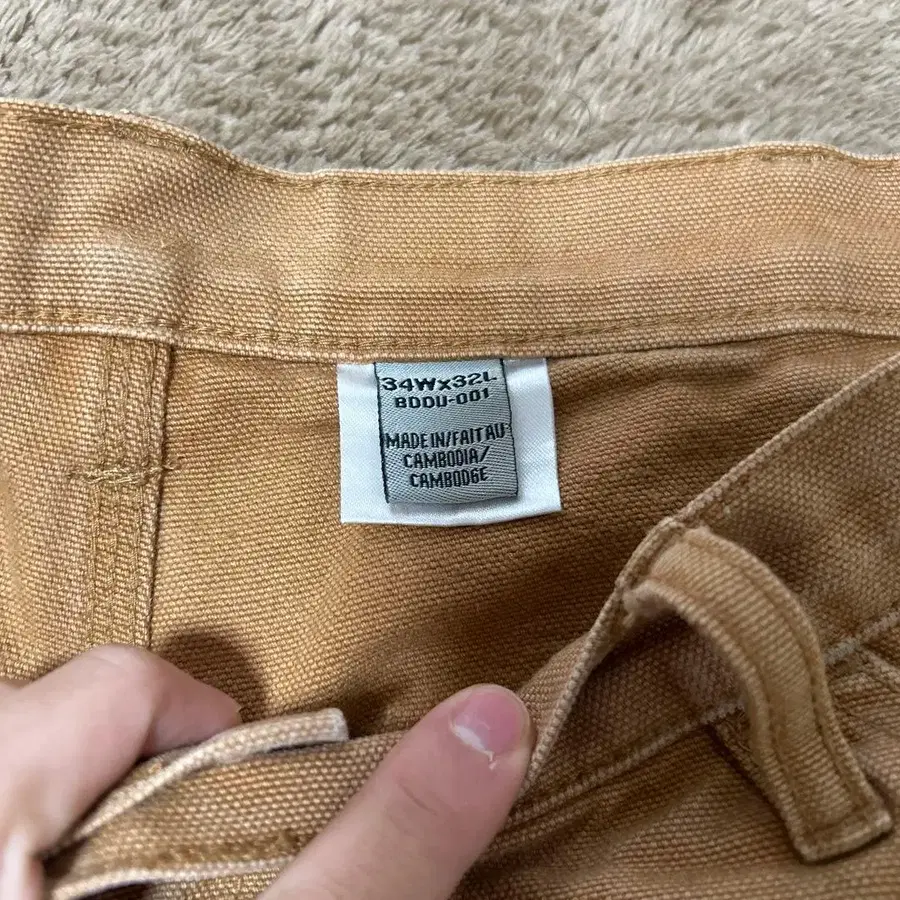 34Wx32L
BDDU-001
MADE IN/FAIT AU
CAMBODIA/
CAMBODGE